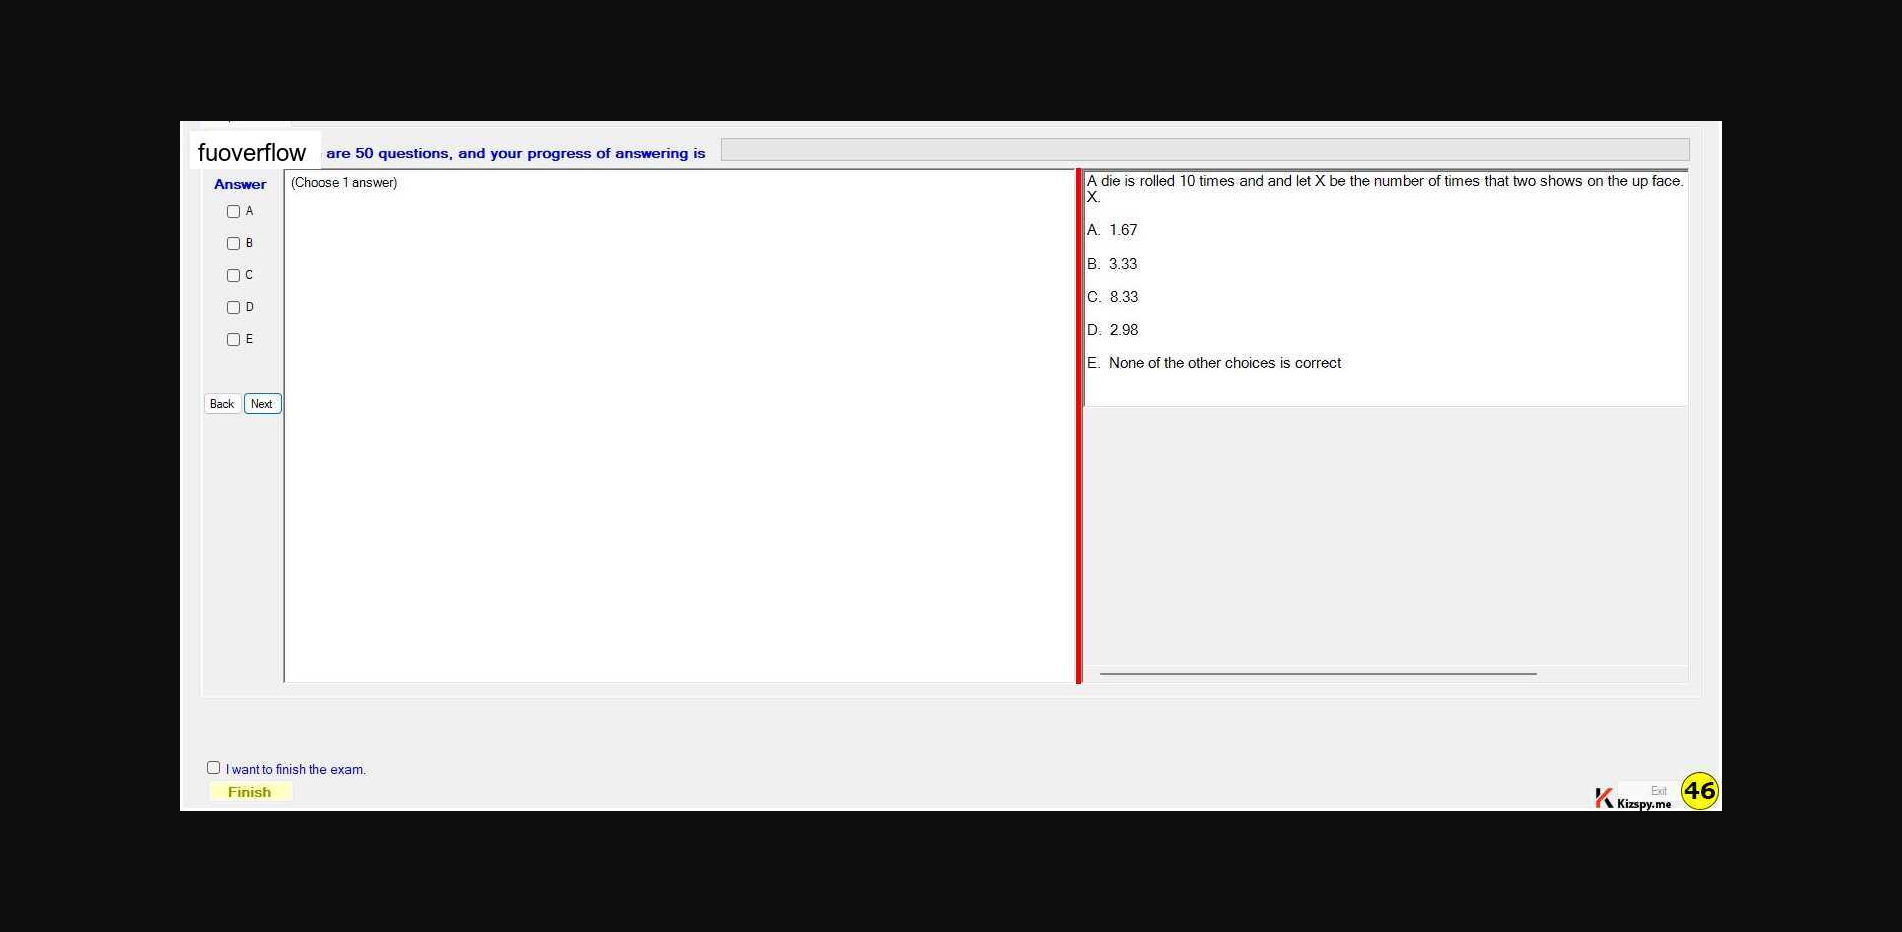 fuoverflow are 50 questions, and your progress of answering is
Answer
(Choose 1 answer)
A
B
C
D
E
Back Next
A die is rolled 10 times and and let X be the number of times that two shows on the up face.
X.
A. 1.67
B. 3.33
C. 8.33
D. 2.98
E. None of the other choices is correct
I want to finish the exam.
Finish
Exit
Kizspy.me
46